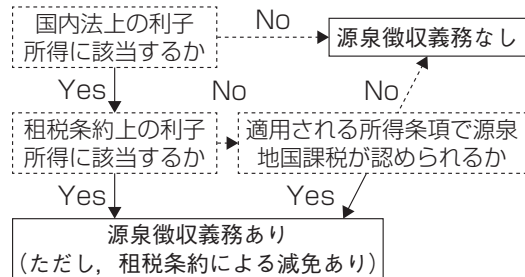 国内法上の利子
所得に該当するか
No
源泉徴収義務なし
Yes
No
No
租税条約上の利子
所得に該当するか
適用される所得条項で源泉
地国課税が認められるか
Yes
Yes
源泉徴収義務あり
(ただし，租税条約による減免あり)